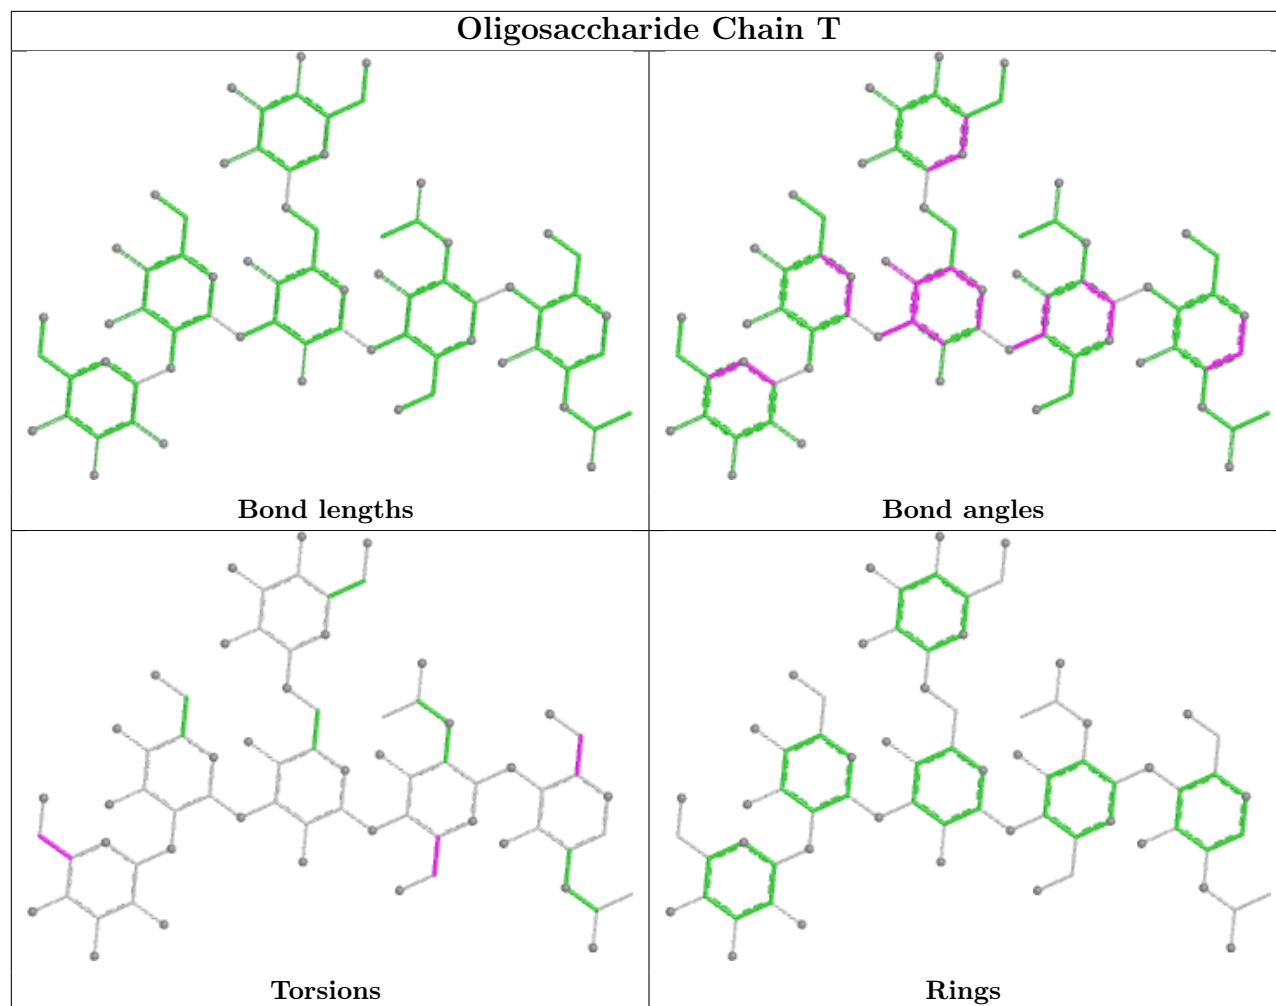 Oligosaccharide Chain T
Bond lengths
Bond angles
Torsions
Rings